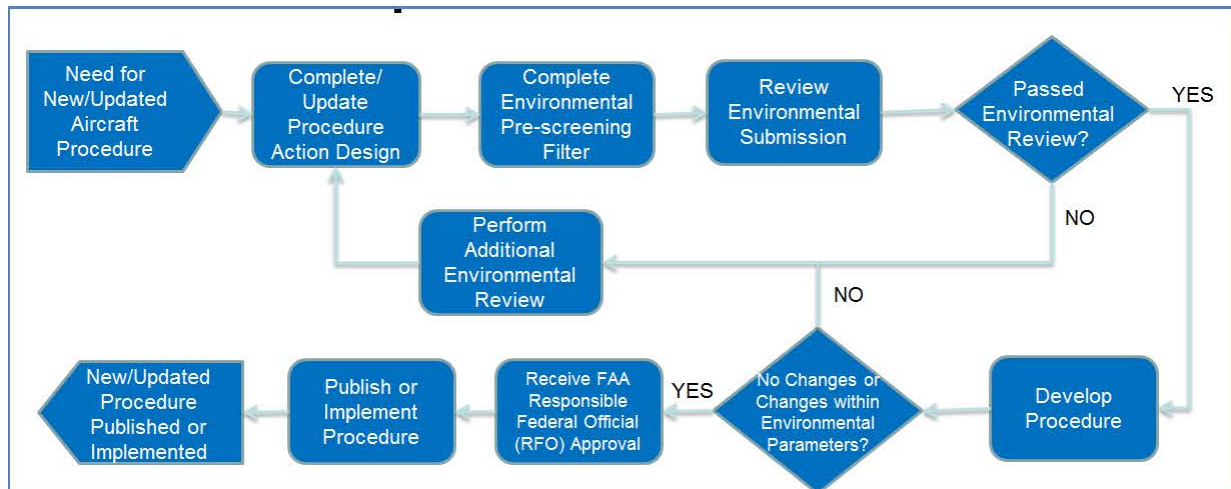 Need for
New/Updated
Aircraft
Procedure
Complete/
Update
Procedure
Action Design
Complete
Environmental
Pre-screening
Filter
Review
Environmental
Submission
Passed
Environmental
Review?
YES
NO
Perform
Additional
Environmental
Review
NO
New/Updated
Procedure
Published or
Implemented
Publish or
Implement
Procedure
Receive FAA
Responsible
Federal Official
(RFO) Approval
YES
No Changes or
Changes within
Environmental
Parameters?
Develop
Procedure